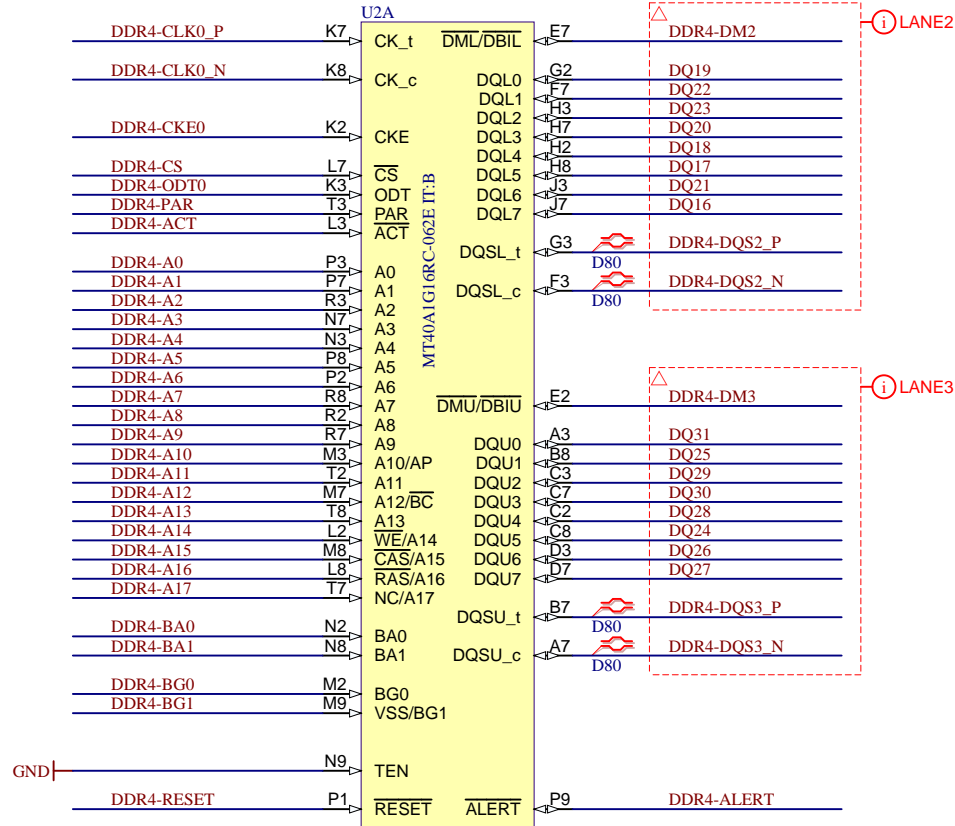 U2A
DDR4-CLK0_P K7 CK_t DML/DBIL E7 DDR4-DM2
LANE2
DDR4-CLK0_N K8 CK_c DQL0 G2 DQ19
DQL1 F7 DQ22
DQL2 H3 DQ23
DDR4-CKE0 K2 CKE DQL3 H7 DQ20
DQL4 H2 DQ18
DDR4-CS L7 CS DQL5 H8 DQ17
DDR4-ODT0 K3 ODT DQL6 J3 DQ21
DDR4-PAR T3 PAR DQL7 J7 DQ16
DDR4-ACT L3 ACT
DQSL_t G3 D80 DDR4-DQS2_P
DDR4-A0 P3 A0
DDR4-A1 P7 A1 DQSL_c F3 D80 DDR4-DQS2_N
DDR4-A2 R3 A2
DDR4-A3 N7 A3
DDR4-A4 N3 A4
DDR4-A5 P8 A5
DDR4-A6 P2 A6
MT40A1G16RC-062E IT:B
LANE3
DDR4-A7 R8 A7 DMU/DBIU E2 DDR4-DM3
DDR4-A8 R2 A8
DDR4-A9 R7 A9 DQU0 A3 DQ31
DDR4-A10 M3 A10/AP DQU1 B8 DQ25
DDR4-A11 T2 A11 DQU2 C3 DQ29
DDR4-A12 M7 A12/BC DQU3 C7 DQ30
DDR4-A13 T8 A13 DQU4 C2 DQ28
DDR4-A14 L2 WE/A14 DQU5 C8 DQ24
DDR4-A15 M8 CAS/A15 DQU6 D3 DQ26
DDR4-A16 L8 RAS/A16 DQU7 D7 DQ27
DDR4-A17 T7 NC/A17
DQSU_t B7 D80 DDR4-DQS3_P
DDR4-BA0 N2 BA0
DDR4-BA1 N8 BA1 DQSU_c A7 D80 DDR4-DQS3_N
DDR4-BG0 M2 BG0
DDR4-BG1 M9 VSS/BG1
GND N9 TEN
DDR4-RESET P1 RESET ALERT P9 DDR4-ALERT